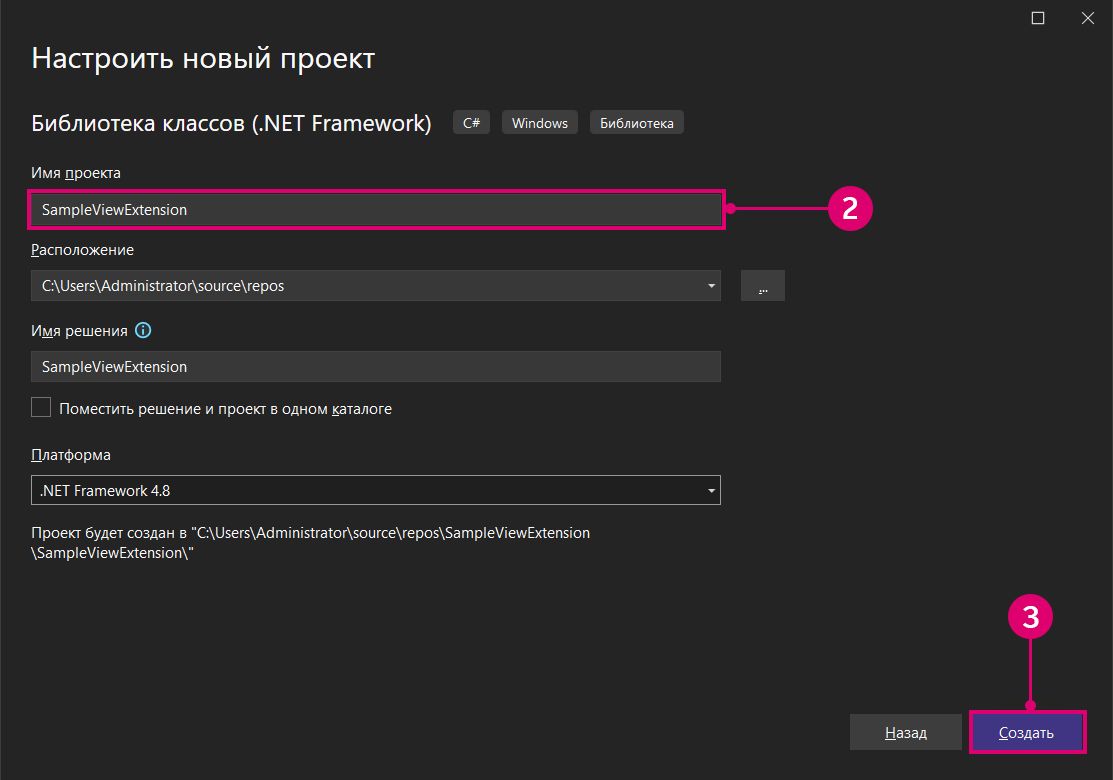 Настроить новый проект
Библиотека классов (.NET Framework) C# Windows Библиотека
Имя проекта
SampleViewExtension
2
Расположение
C:\Users\Administrator\source\repos
...
Имя решения
SampleViewExtension
Поместить решение и проект в одном каталоге
Платформа
.NET Framework 4.8
Проект будет создан в "C:\Users\Administrator\source\repos\SampleViewExtension
\SampleViewExtension\"
3
Назад Создать